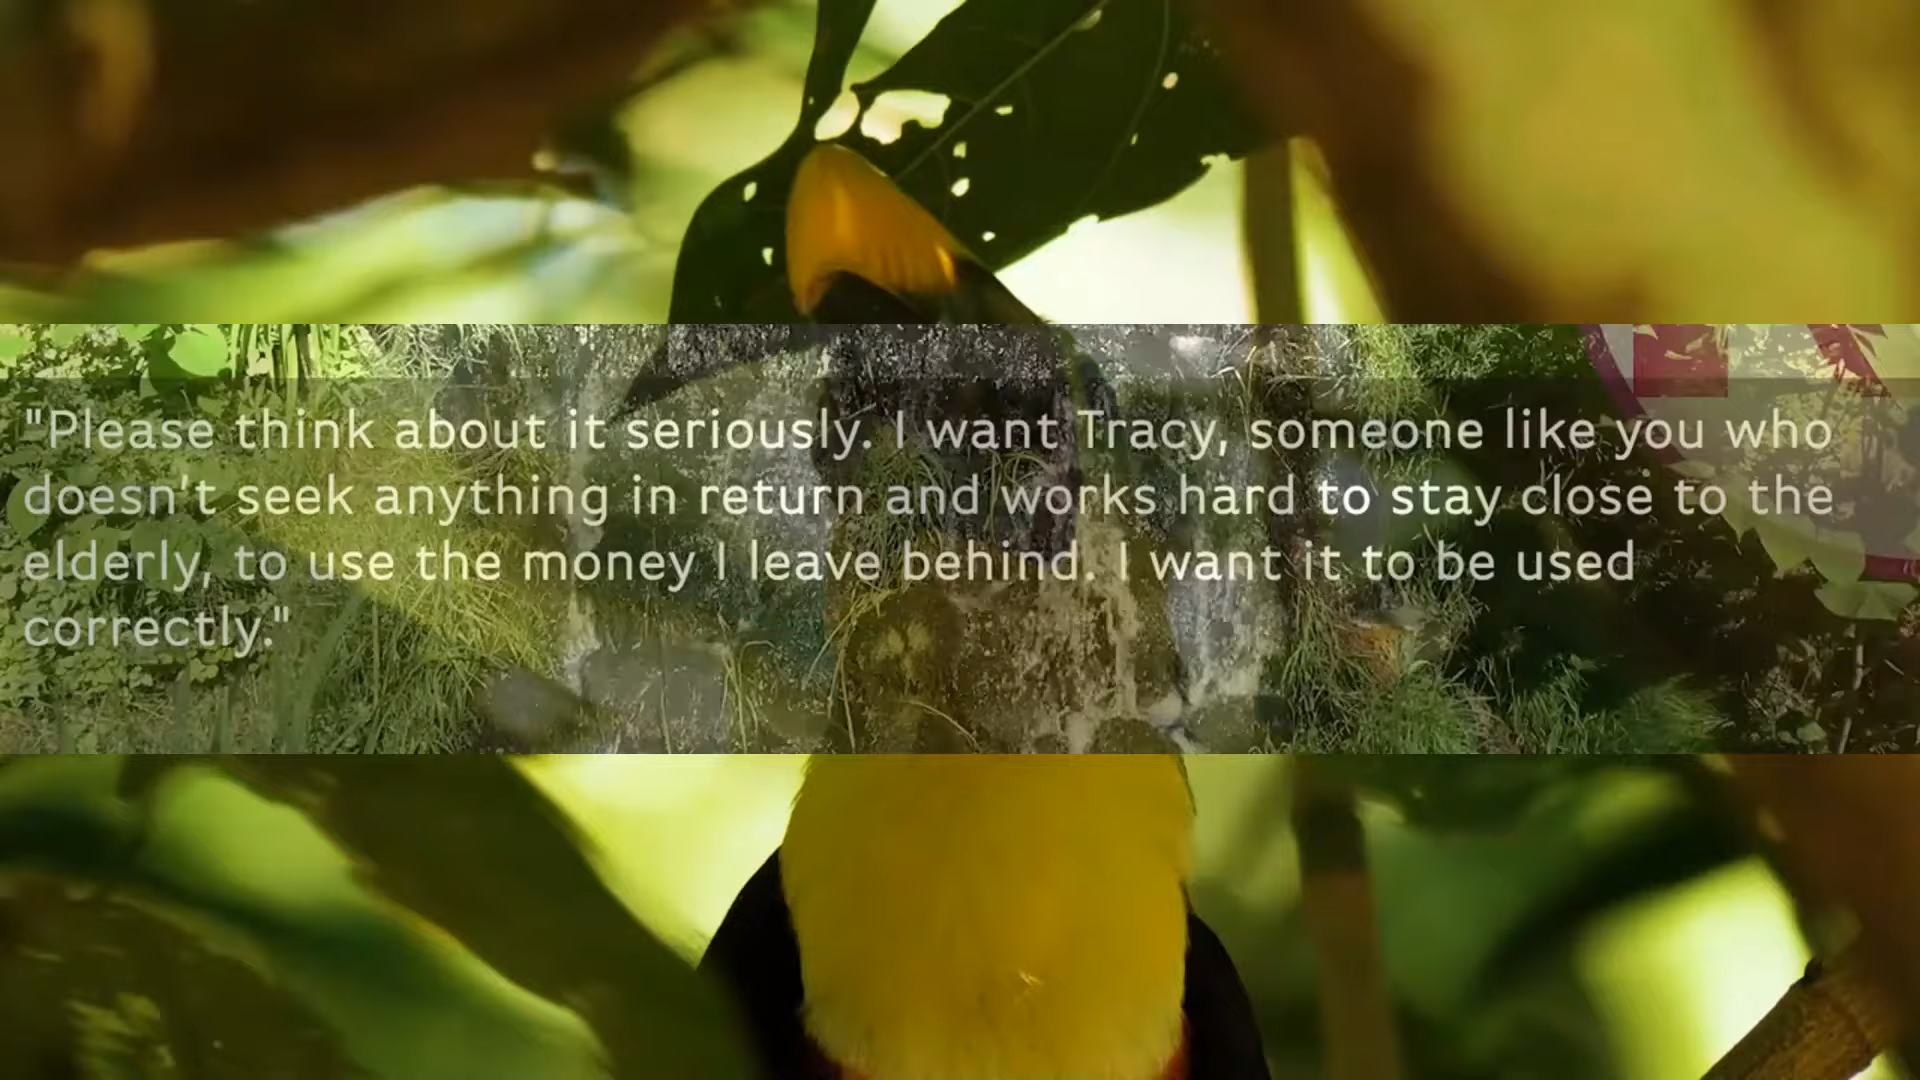 "Please think about it seriously. I want Tracy, someone like you who
doesn't seek anything in return and works hard to stay close to the
elderly, to use the money I leave behind. I want it to be used
correctly."